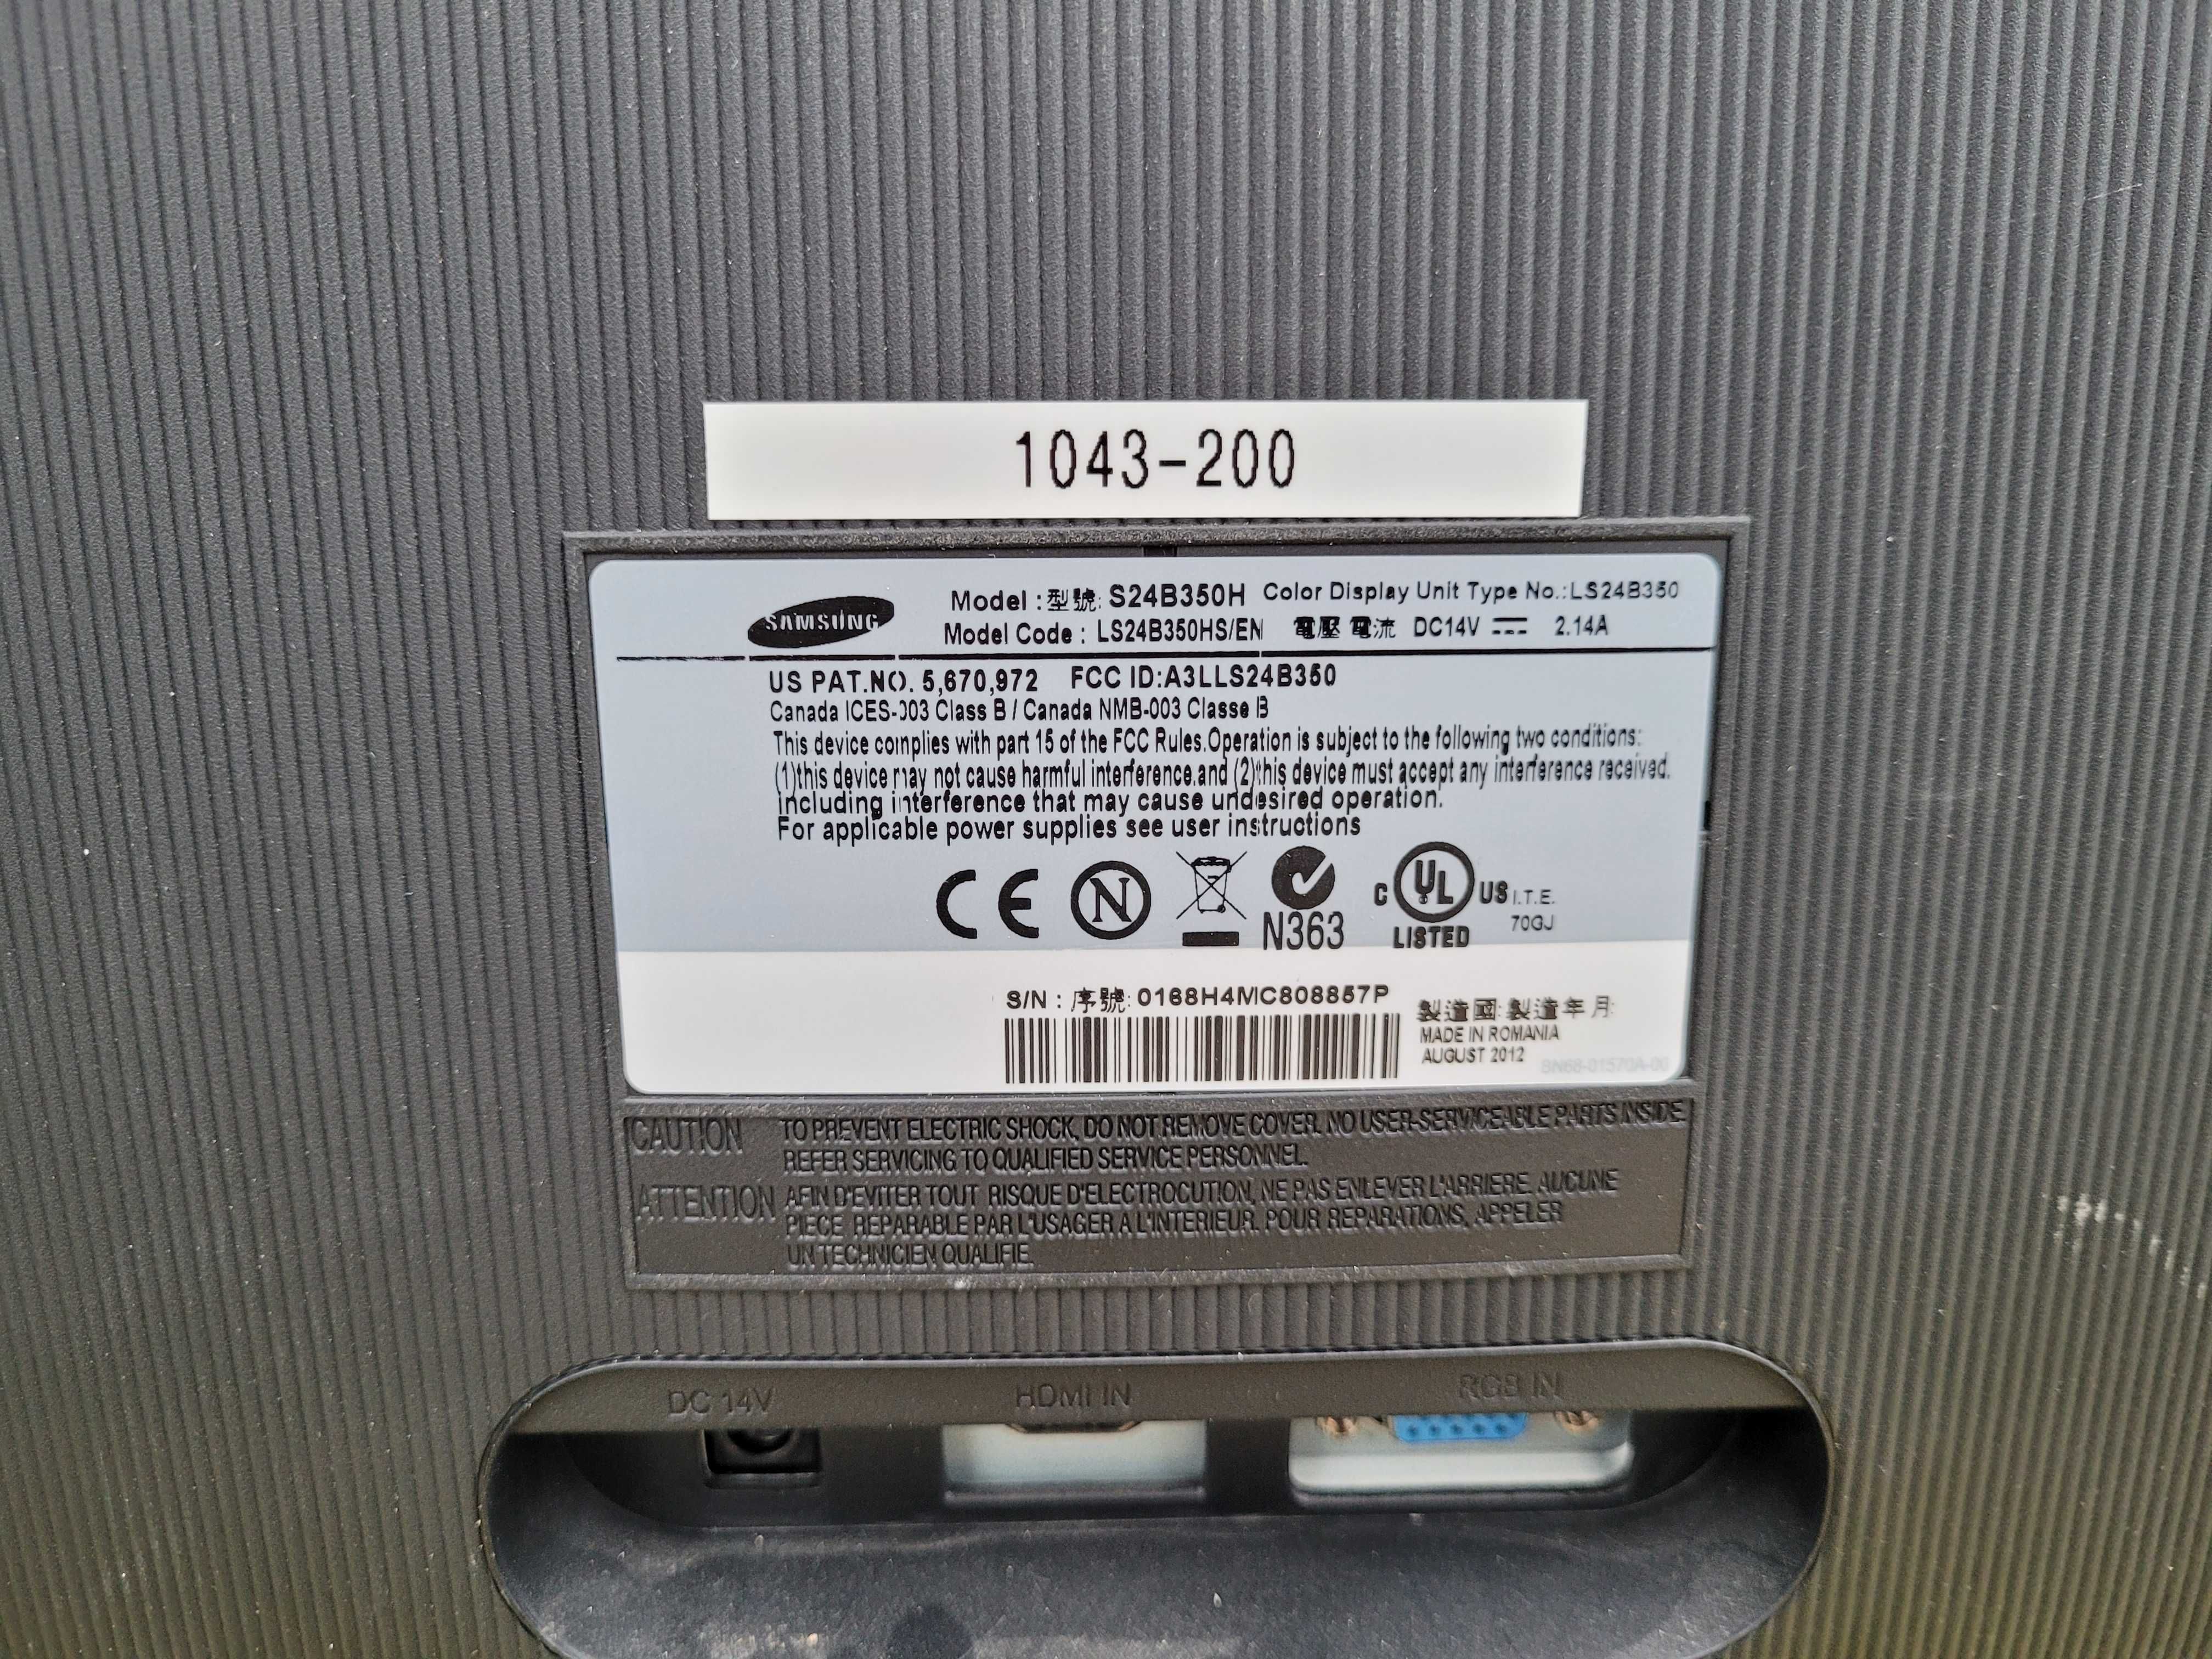 1043-200
SAMSUNG
Model :型號: S24B350H Color Display Unit Type No.:LS24B350
Model Code : LS24B350HS/EN 電壓 電流 DC14V 2.14A
US PAT.NO. 5,670,972 FCC ID:A3LLS24B350
Canada ICES-003 Class B / Canada NMB-003 Classe B
This device complies with part 15 of the FCC Rules.Operation is subject to the following two conditions:
(1)this device may not cause harmful interference.and (2)this device must accept any interference received.
including interference that may cause undesired operation.
For applicable power supplies see user instructions
CE N N363 C UL US I.T.E.
LISTED 70GJ
S/N : 序號: 0168H4MC808857P
製造國: 製造年月:
MADE IN ROMANIA
AUGUST 2012
BN68-01570A-00
CAUTION TO PREVENT ELECTRIC SHOCK, DO NOT REMOVE COVER. NO USER-SERVICEABLE PARTS INSIDE.
REFER SERVICING TO QUALIFIED SERVICE PERSONNEL.
ATTENTION AFIN D'EVITER TOUT RISQUE D'ELECTROCUTION, NE PAS ENLEVER L'ARRIERE. AUCUNE
PIECE REPARABLE PAR L'USAGER A L'INTERIEUR. POUR REPARATIONS, APPELER
UN TECHNICIEN QUALIFIE.
DC 14V HDMI IN RGB IN